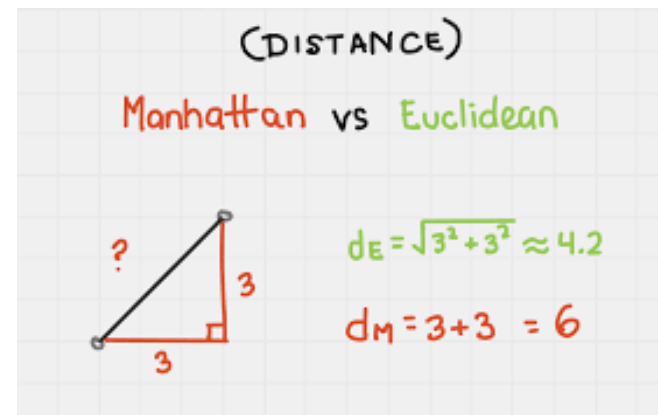 (DISTANCE)
Manhattan vs Euclidean
?
3
3
dE = √3²+3² ≈ 4.2
dM = 3+3 = 6